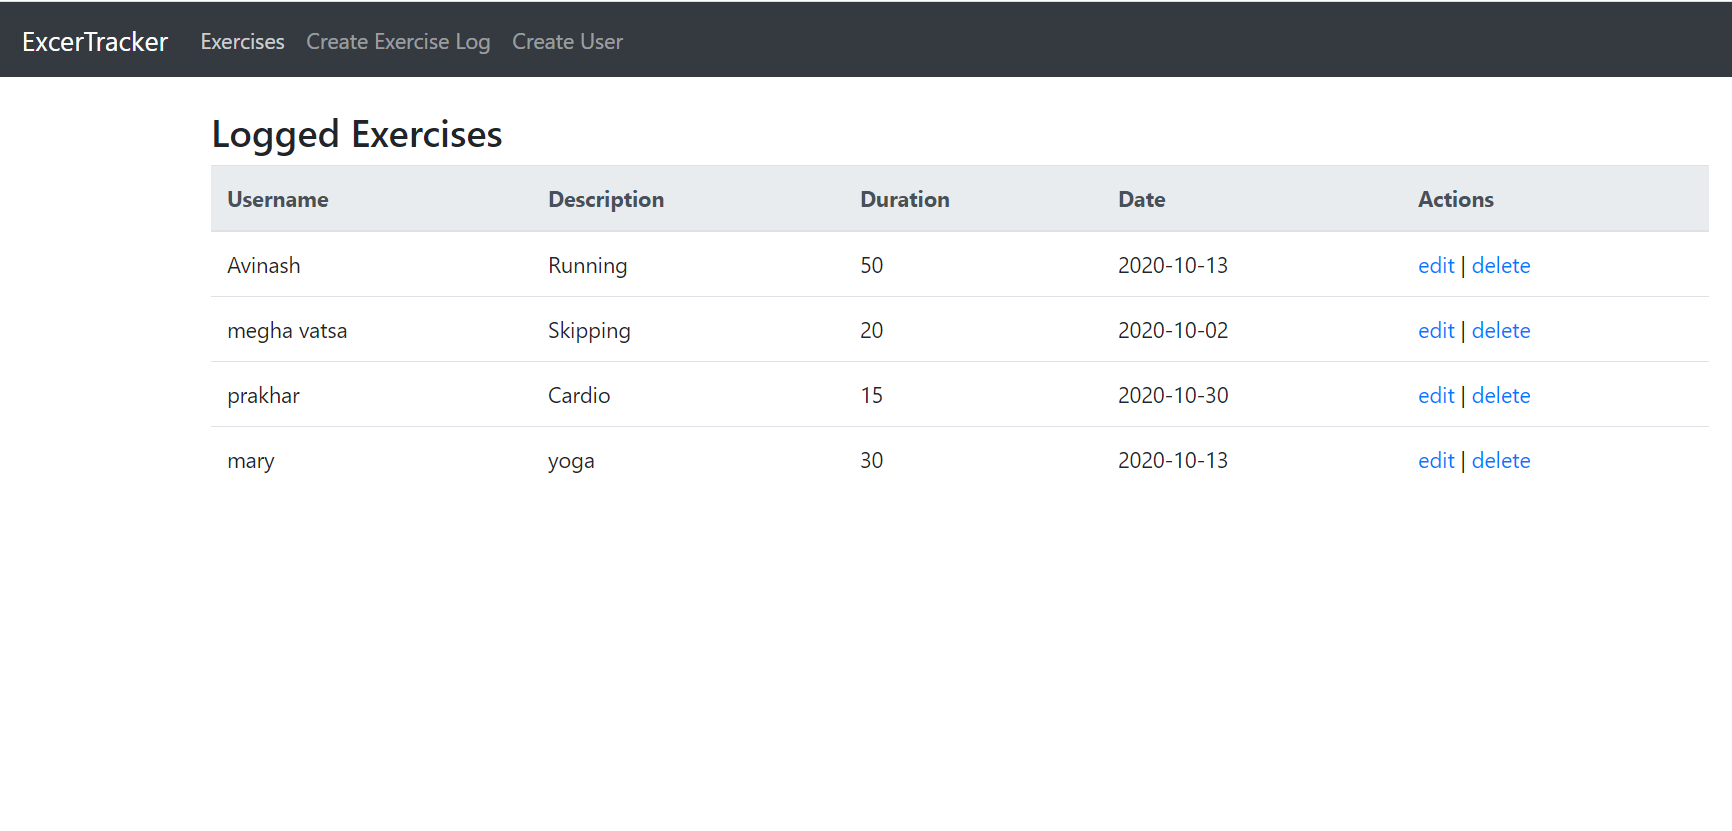 ExcerTracker Exercises Create Exercise Log Create User
Logged Exercises
Username Description Duration Date Actions
Avinash Running 50 2020-10-13 edit | delete
megha vatsa Skipping 20 2020-10-02 edit | delete
prakhar Cardio 15 2020-10-30 edit | delete
mary yoga 30 2020-10-13 edit | delete